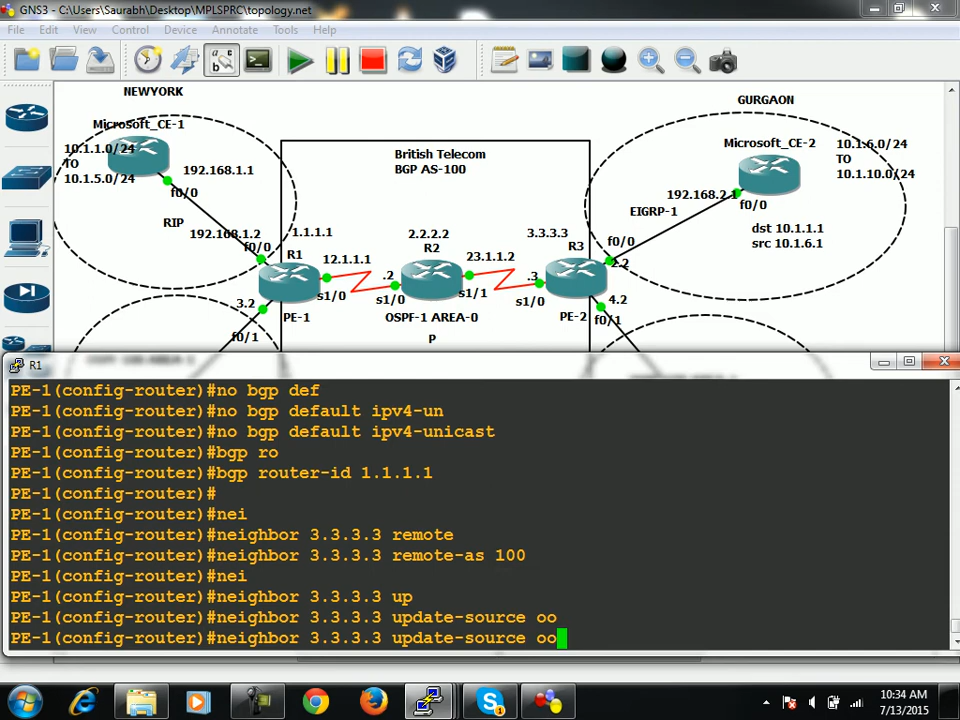 GNS3 - C:\Users\Saurabh\Desktop\MPLSPRC\topology.net
File Edit View Control Device Annotate Tools Help
NEWYORK
GURGAON
Microsoft_CE-1
10.1.1.0/24
TO
10.1.5.0/24
192.168.1.1
f0/0
RIP
192.168.1.2
f0/0
British Telecom
BGP AS-100
Microsoft_CE-2
10.1.6.0/24
TO
10.1.10.0/24
192.168.2.1
f0/0
EIGRP-1
dst 10.1.1.1
src 10.1.6.1
1.1.1.1
R1
12.1.1.1
s1/0
PE-1
3.2
f0/1
2.2.2.2
R2
.2
s1/0
23.1.1.2
s1/1
OSPF-1 AREA-0
P
3.3.3.3
R3
.3
s1/0
f0/0
2.2
PE-2
4.2
f0/1
R1
PE-1(config-router)#no bgp def
PE-1(config-router)#no bgp default ipv4-un
PE-1(config-router)#no bgp default ipv4-unicast
PE-1(config-router)#bgp ro
PE-1(config-router)#bgp router-id 1.1.1.1
PE-1(config-router)#
PE-1(config-router)#nei
PE-1(config-router)#neighbor 3.3.3.3 remote
PE-1(config-router)#neighbor 3.3.3.3 remote-as 100
PE-1(config-router)#nei
PE-1(config-router)#neighbor 3.3.3.3 up
PE-1(config-router)#neighbor 3.3.3.3 update-source oo
PE-1(config-router)#neighbor 3.3.3.3 update-source oo
10:34 AM
7/13/2015